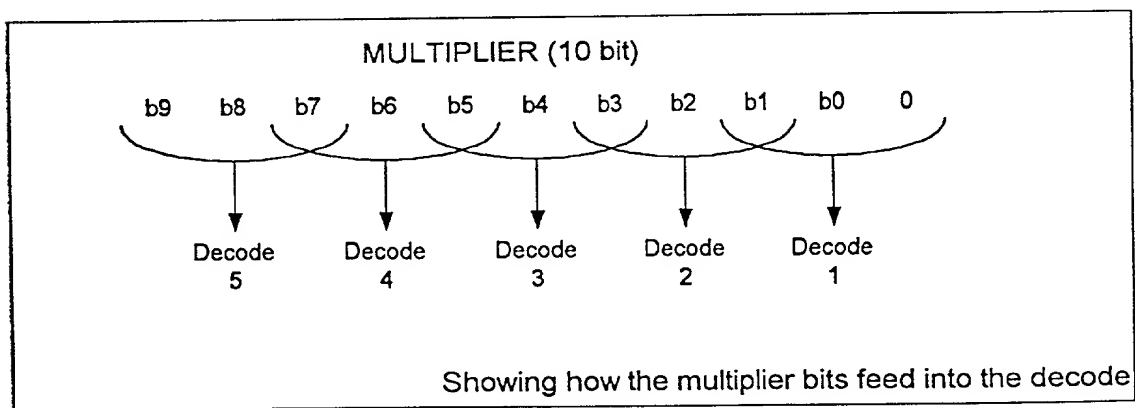 MULTIPLIER (10 bit)
b9 b8 b7 b6 b5 b4 b3 b2 b1 b0 0
Decode Decode Decode Decode Decode
5 4 3 2 1
Showing how the multiplier bits feed into the decode